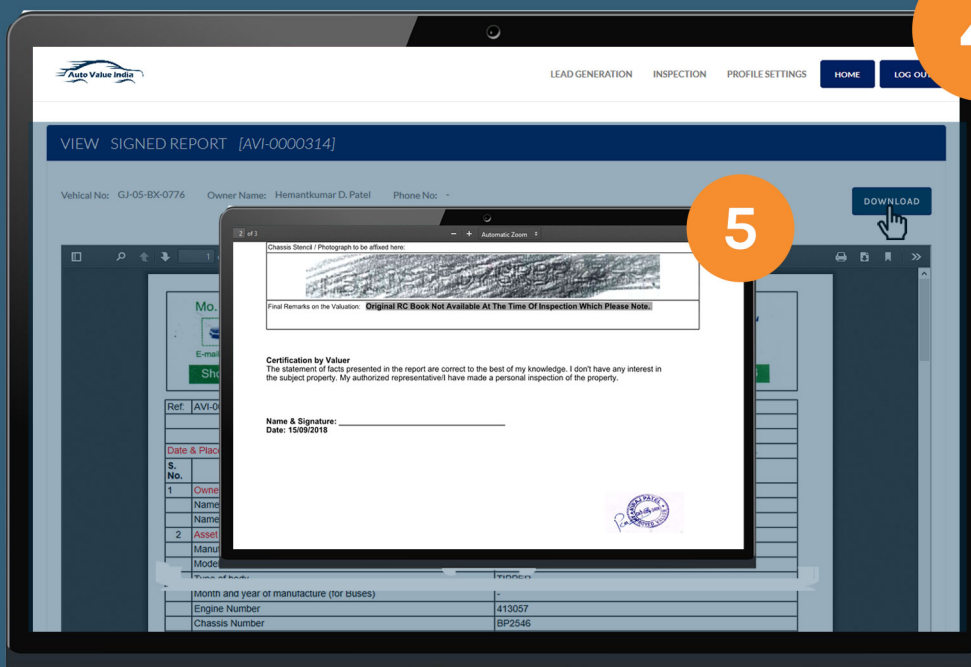 Auto Value India
LEAD GENERATION INSPECTION PROFILE SETTINGS HOME LOG OUT
VIEW SIGNED REPORT [AVI-0000314]
Vehical No: GJ-05-BX-0776 Owner Name: Hemantkumar D. Patel Phone No: -
DOWNLOAD
5
2 of 3 Automatic Zoom
1
Chassis Stencil / Photograph to be affixed here:
Final Remarks on the Valuation: Original RC Book Not Available At The Time Of Inspection Which Please Note.
Certification by Valuer
The statement of facts presented in the report are correct to the best of my knowledge. I don't have any interest in
the subject property. My authorized representative/I have made a personal inspection of the property.
Name & Signature:
Date: 15/09/2018
Mo.
E-mail
Ref:
Date & Place
S.
No.
1
Name
Name
2 Asset
Type of body TIPPER
Month and year of manufacture (for Buses) -
Engine Number 413057
Chassis Number BP2546